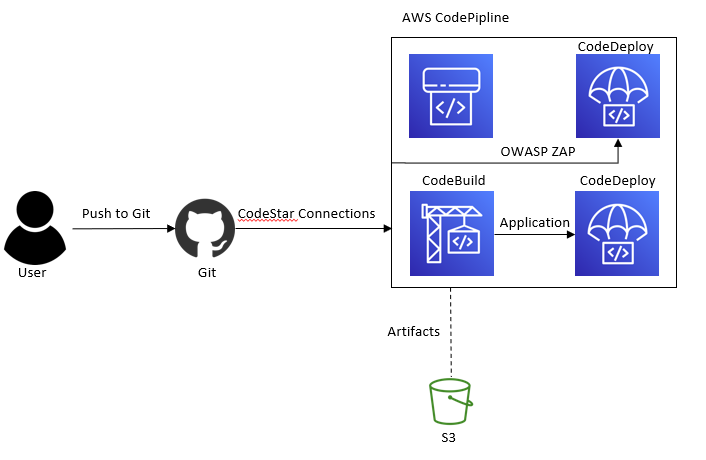 AWS CodePipline
CodeDeploy
OWASP ZAP
CodeBuild
CodeDeploy
Push to Git
CodeStar Connections
Application
User
Git
Artifacts
S3